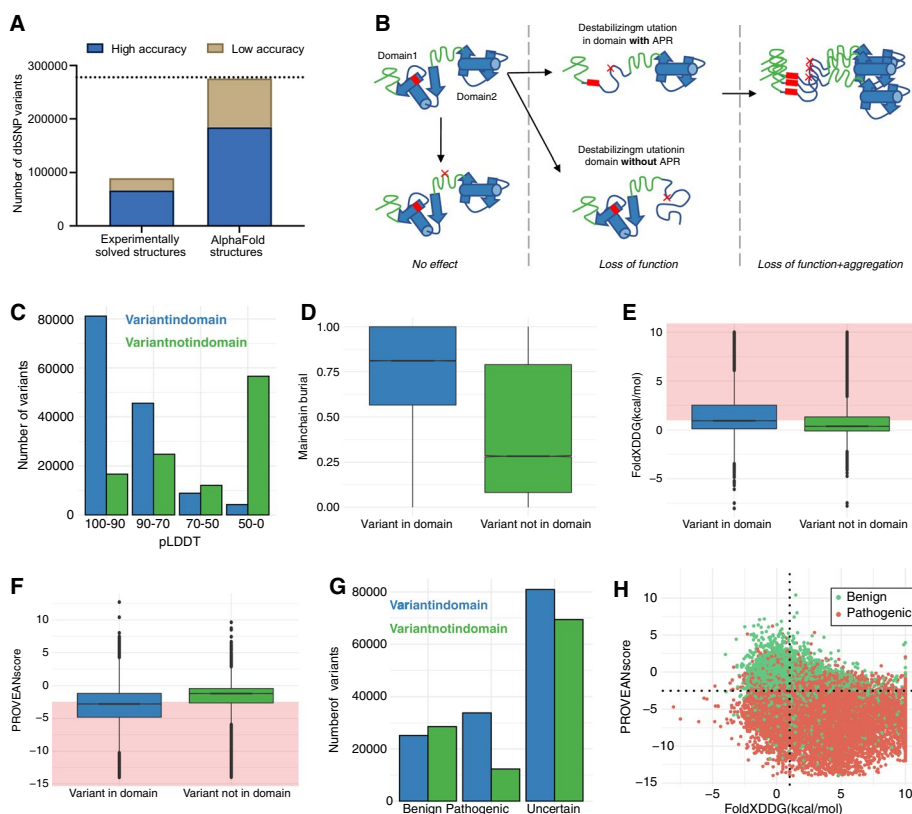 A
High accuracy
Low accuracy
Number of dbSNP variants
300000
200000
100000
0
Experimentally
solved structures
AlphaFold
structures
B
Domain1
Domain2
Destabilizingm utation
in domain with APR
Destabilizingm utationin
domain without APR
No effect
Loss of function
Loss of function+aggregation
C
Variantindomain
Variantnotindomain
Number of variants
80000
60000
40000
20000
0
100-90
90-70
70-50
50-0
pLDDT
D
Mainchain burial
1.00
0.75
0.50
0.25
0.00
Variant in domain
Variant not in domain
E
FoldXDDG(kcal/mol)
10
5
0
−5
Variant in domain
Variant not in domain
F
PROVEANscore
10
5
0
−5
−10
−15
Variant in domain
Variant not in domain
G
Variantindomain
Variantnotindomain
Numberof variants
80000
60000
40000
20000
0
Benign
Pathogenic
Uncertain
H
Benign
Pathogenic
PROVEANscore
10
5
0
−5
−10
−15
−5
0
5
10
FoldXDDG(kcal/mol)